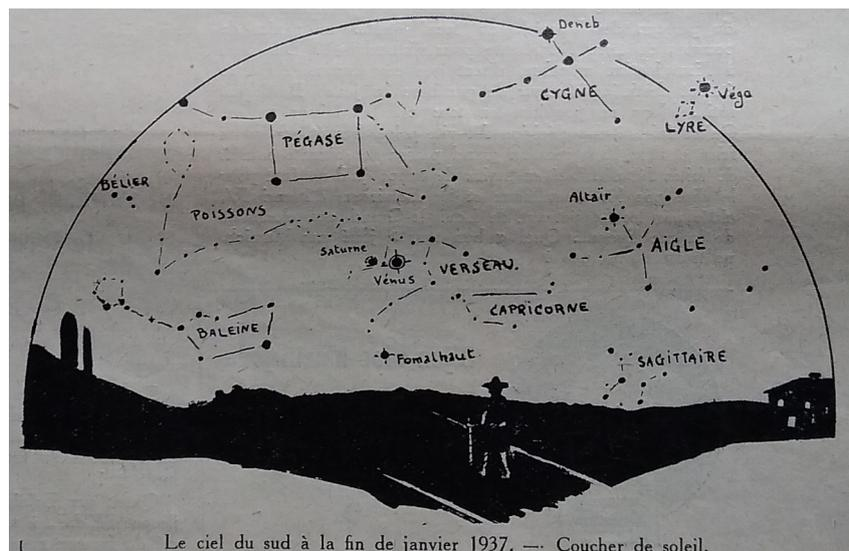 Deneb
CYGNE
Véga
LYRE
PÉGASE
BÉLIER
POISSONS
Altaïr
AIGLE
Saturne
Vénus
VERSEAU.
CAPRICORNE
BALEINE
Fomalhaut
SAGITTAIRE
Le ciel du sud à la fin de janvier 1937. — Coucher de soleil.